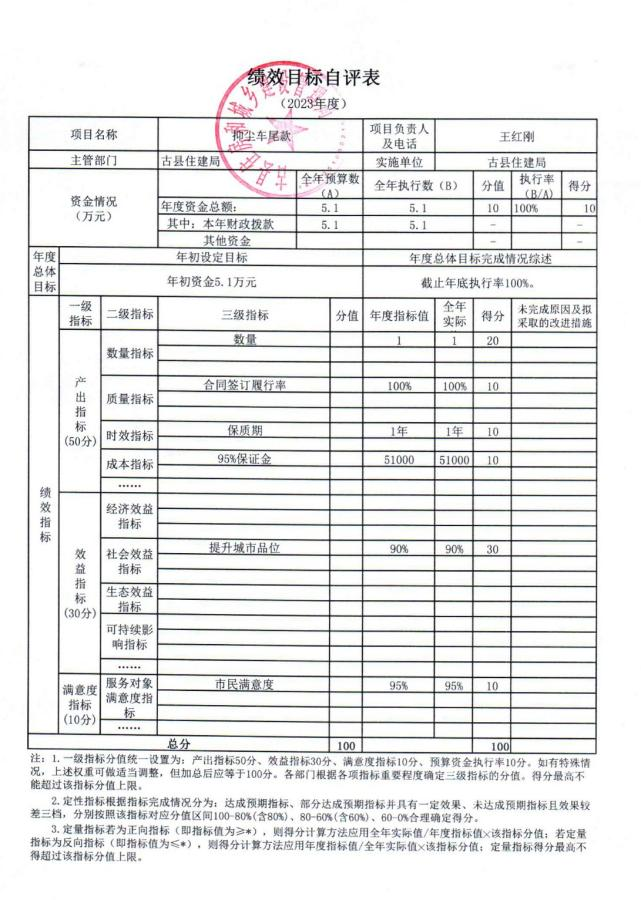 绩效目标自评表
（2023年度）
项目名称 抑尘车尾款 项目负责人及电话 王红刚
主管部门 古县住建局 实施单位 古县住建局
资金情况（万元） 全年预算数（A） 全年执行数（B） 分值 执行率（B/A） 得分
年度资金总额： 5.1 5.1 10 100% 10
其中：本年财政拨款 5.1 5.1 - -
其他资金 - -
年度总体目标 年初设定目标 年度总体目标完成情况综述
年初资金5.1万元 截止年底执行率100%。
绩效指标 一级指标 二级指标 三级指标 分值 年度指标值 全年实际 得分 未完成原因及拟采取的改进措施
产出指标(50分) 数量指标 数量 1 1 20
质量指标 合同签订履行率 100% 100% 10
时效指标 保质期 1年 1年 10
成本指标 95%保证金 51000 51000 10
……
效益指标(30分) 经济效益指标
社会效益指标 提升城市品位 90% 90% 30
生态效益指标
可持续影响指标
……
满意度指标(10分) 服务对象满意度指标 市民满意度 95% 95% 10
……
总分 100 100
注：1.一级指标分值统一设置为：产出指标50分、效益指标30分、满意度指标10分、预算资金执行率10分。如有特殊情
况，上述权重可做适当调整，但加总后应等于100分。各部门根据各项指标重要程度确定三级指标的分值。得分最高不
能超过该指标分值上限。
2.定性指标根据指标完成情况分为：达成预期指标、部分达成预期指标并具有一定效果、未达成预期指标且效果较
差三档，分别按照该指标对应分值区间100-80%(含80%)、80-60%(含60%)、60-0%合理确定得分。
3.定量指标若为正向指标（即指标值为≥*），则得分计算方法应用全年实际值/年度指标值×该指标分值；若定量
指标为反向指标（即指标值为≤*），则得分计算方法应用年度指标值/全年实际值×该指标分值；定量指标得分最高不
得超过该指标分值上限。